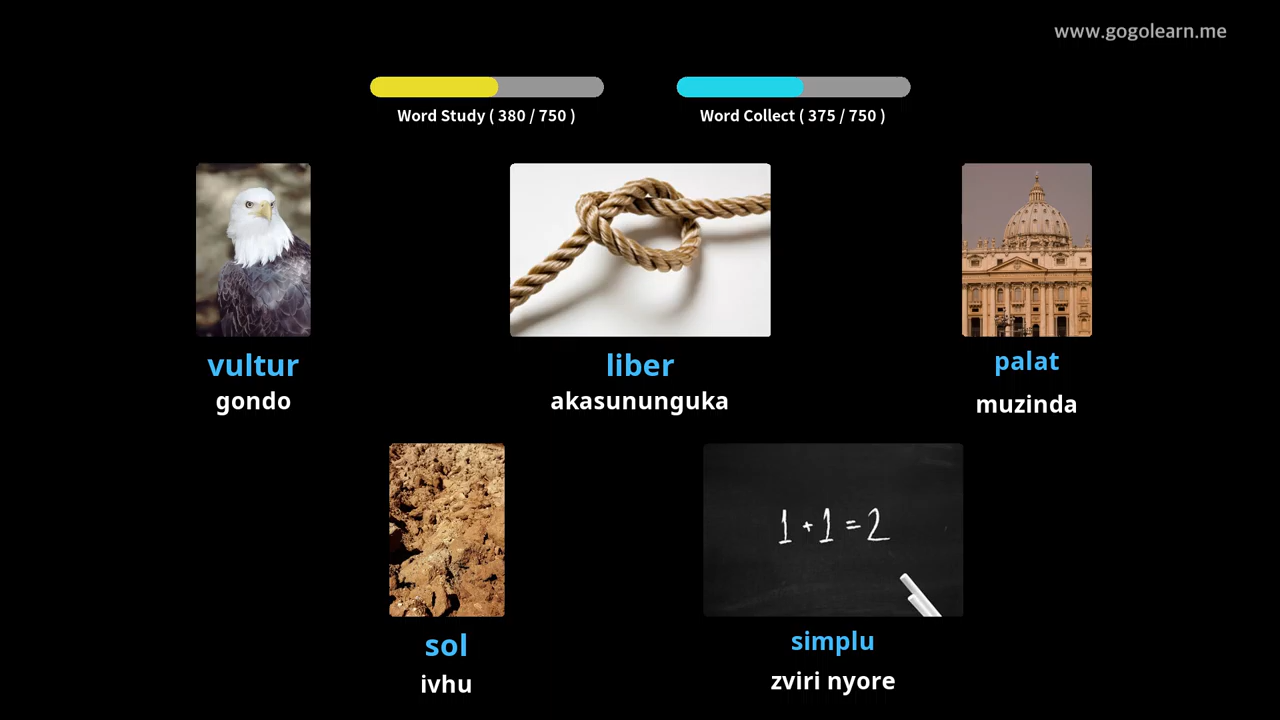 www.gogolearn.me
Word Study ( 380 / 750 )
Word Collect ( 375 / 750 )
vultur
gondo
liber
akasununguka
palat
muzinda
sol
ivhu
1 + 1 = 2
simplu
zviri nyore